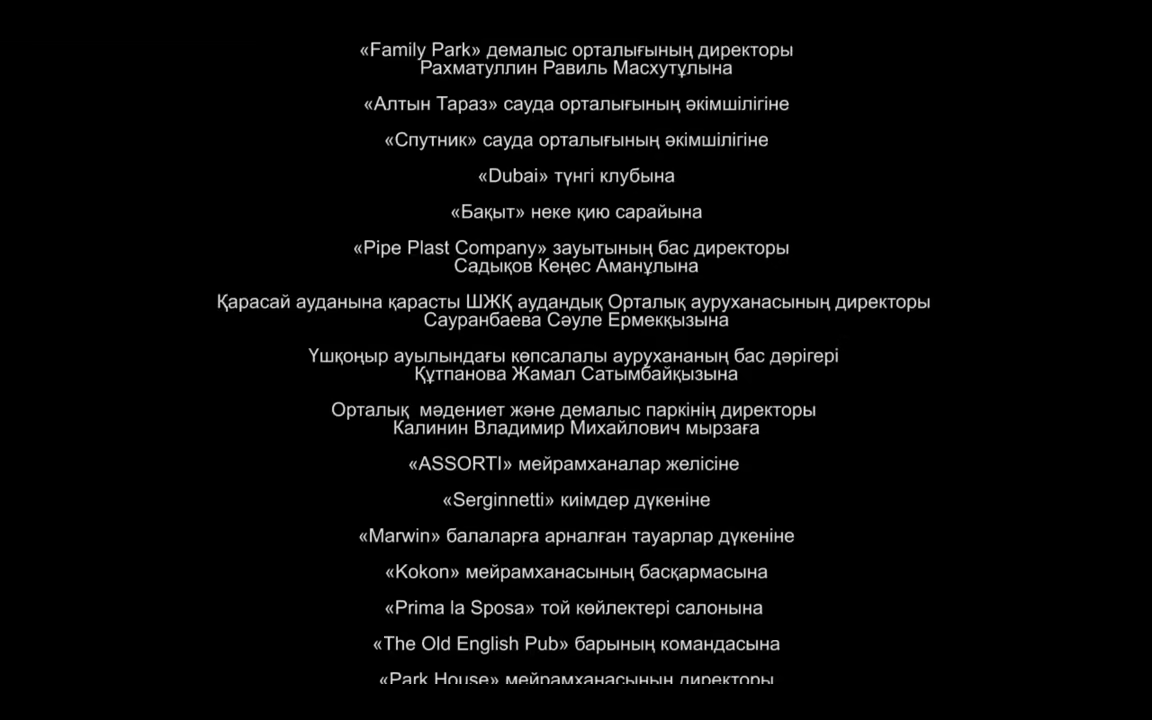 «Family Park» демалыс орталығының директоры
Рахматуллин Равиль Масхутұлына
«Алтын Тараз» сауда орталығының әкімшілігіне
«Спутник» сауда орталығының әкімшілігіне
«Dubai» түнгі клубына
«Бақыт» неке қию сарайына
«Pipe Plast Company» зауытының бас директоры
Садықов Кеңес Аманұлына
Қарасай ауданына қарасты ШЖҚ аудандық Орталық ауруханасының директоры
Сауранбаева Сәуле Ермекқызына
Үшқоңыр ауылындағы көпсалалы аурухананың бас дәрігері
Құтпанова Жамал Сатымбайқызына
Орталық  мәдениет және демалыс паркінің директоры
Калинин Владимир Михайлович мырзаға
«ASSORTI» мейрамханалар желісіне
«Serginnetti» киімдер дүкеніне
«Marwin» балаларға арналған тауарлар дүкеніне
«Kokon» мейрамханасының басқармасына
«Prima la Sposa» той көйлектері салонына
«The Old English Pub» барының командасына
«Park House» мейрамханасының директоры